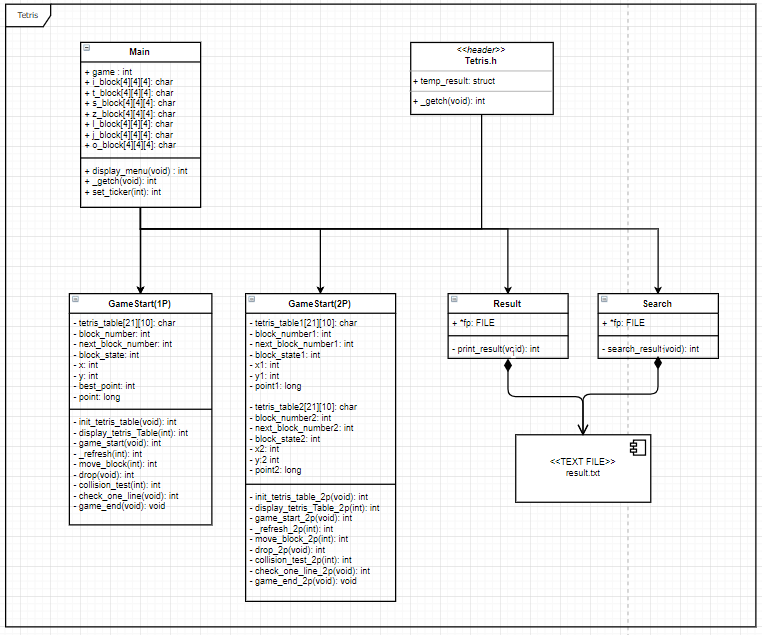 Tetris
Main
+ game : int
+ i_block[4][4][4]: char
+ t_block[4][4][4]: char
+ s_block[4][4][4]: char
+ z_block[4][4][4]: char
+ l_block[4][4][4]: char
+ j_block[4][4][4]: char
+ o_block[4][4][4]: char
+ display_menu(void) : int
+ _getch(void): int
+ set_ticker(int): int
<<header>>
Tetris.h
+ temp_result: struct
+ _getch(void): int
GameStart(1P)
- tetris_table[21][10]: char
- block_number: int
- next_block_number: int
- block_state: int
- x: int
- y: int
- best_point: int
- point: long
- init_tetris_table(void): int
- display_tetris_Table(int): int
- game_start(void): int
- _refresh(int): int
- move_block(int): int
- drop(void): int
- collision_test(int): int
- check_one_line(void): int
- game_end(void): void
GameStart(2P)
- tetris_table1[21][10]: char
- block_number1: int
- next_block_number1: int
- block_state1: int
- x1: int
- y1: int
- point1: long
- tetris_table2[21][10]: char
- block_number2: int
- next_block_number2: int
- block_state2: int
- x2: int
- y:2 int
- point2: long
- init_tetris_table_2p(void): int
- display_tetris_Table_2p(int): int
- game_start_2p(void): int
- _refresh_2p(int): int
- move_block_2p(int): int
- drop_2p(void): int
- collision_test_2p(int): int
- check_one_line_2p(void): int
- game_end_2p(void): void
Result
+ *fp: FILE
- print_result(void): int
Search
+ *fp: FILE
- search_result(void): int
<<TEXT FILE>>
result.txt